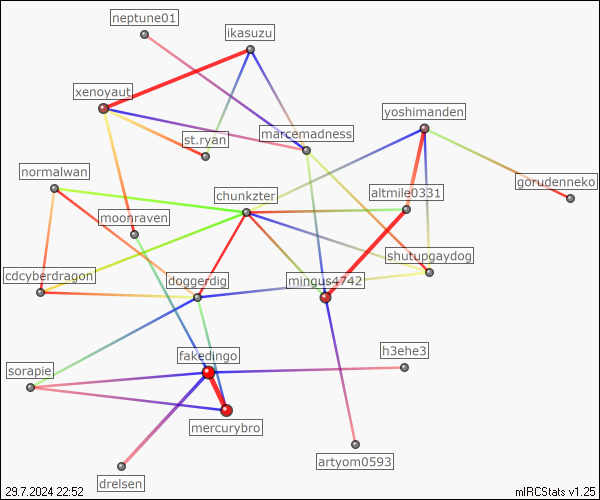 neptune01
ikasuzu
xenoyaut
yoshimanden
marcemadness
st.ryan
normalwan
gorudenneko
chunkzter
altmile0331
moonraven
shutupgaydog
cdcyberdragon
doggerdig
mingus4742
fakedingo
h3ehe3
sorapie
mercurybro
artyom0593
drelsen
29.7.2024 22:52
mIRCStats v1.25